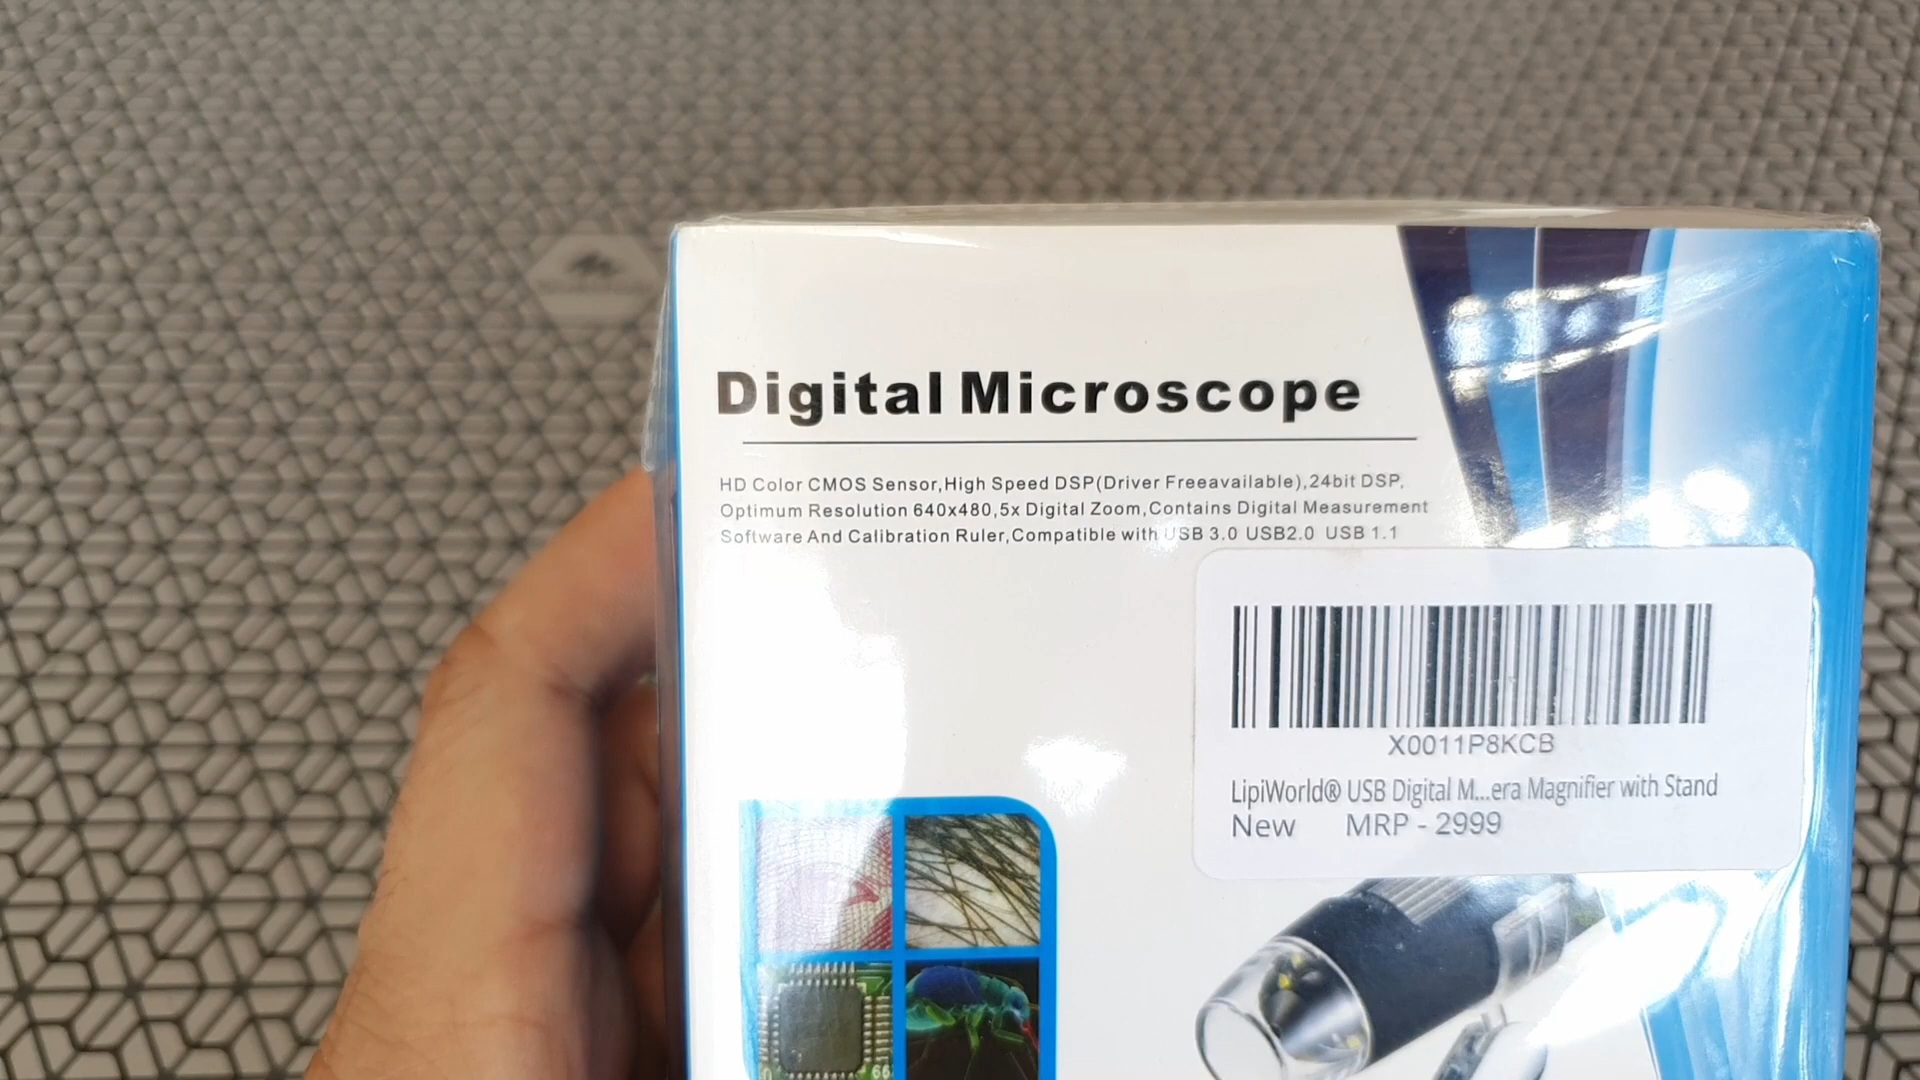 Digital Microscope
HD Color CMOS Sensor,High Speed DSP(Driver Freeavailable),24bit DSP,
Optimum Resolution 640x480,5x Digital Zoom,Contains Digital Measurement
Software And Calibration Ruler,Compatible with USB 3.0 USB2.0 USB 1.1
X0011P8KCB
LipiWorld® USB Digital M...era Magnifier with Stand
New MRP - 2999